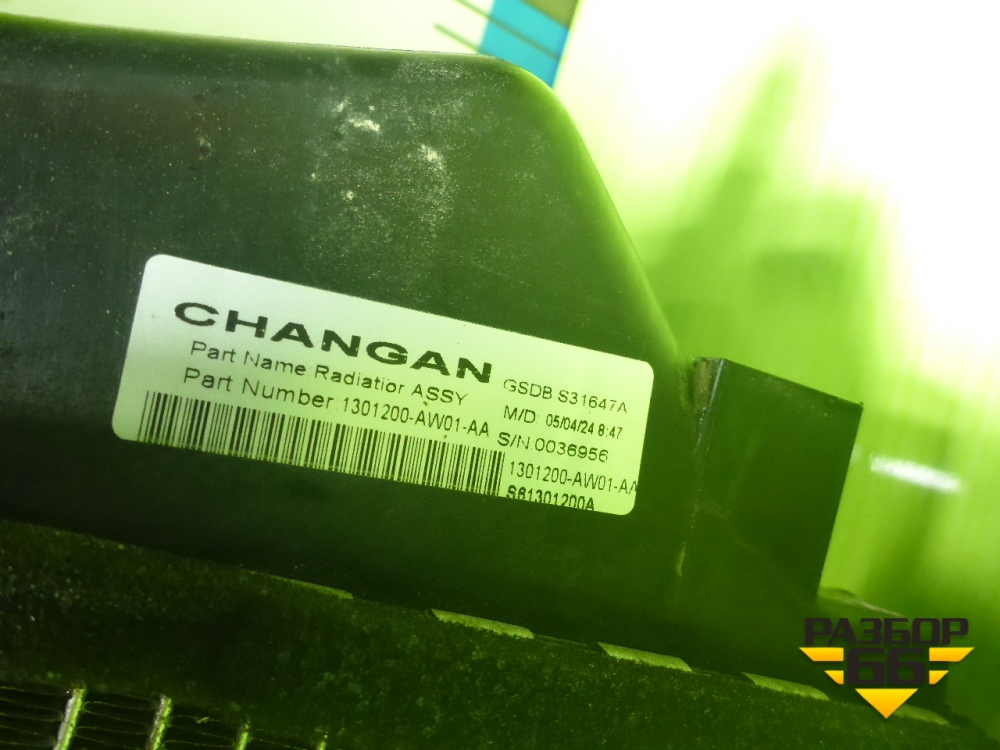 CHANGAN
Part Name Radiatior ASSY
Part Number 1301200-AW01-AA
GSDB S31647A
M/D: 05/04/24 8:47
S/N:0036956
1301200-AW01-AA
S61301200A
РАЗБОР
66